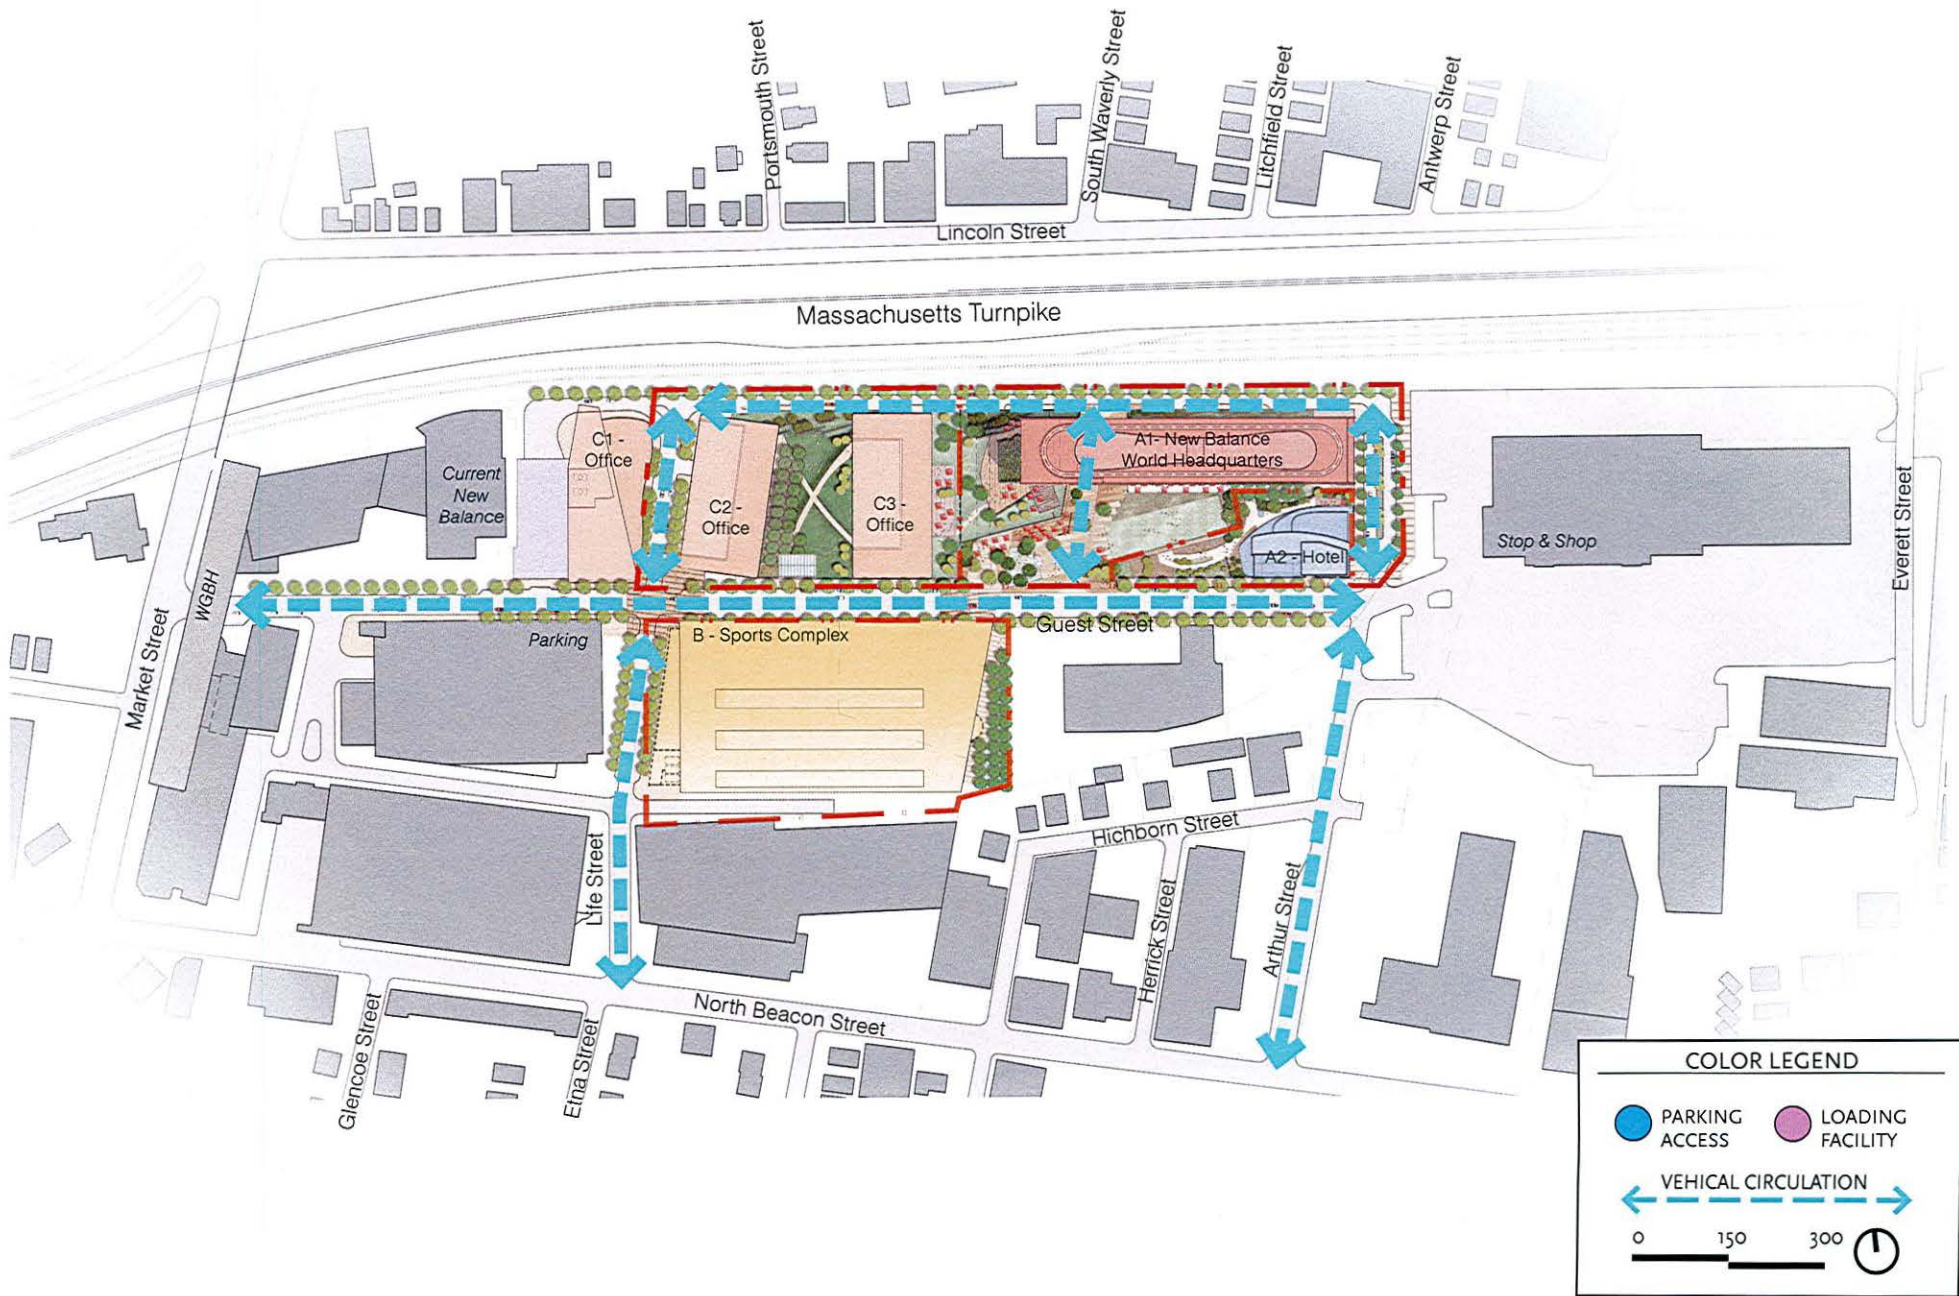 Portsmouth Street
South Waverly Street
Litchfield Street
Antwerp Street
Lincoln Street
Massachusetts Turnpike
C1 -
Office
A1- New Balance
World Headquarters
Current
New
Balance
C2 -
Office
C3 -
Office
Stop & Shop
A2 - Hotel
Everett Street
WGBH
Market Street
Parking
B - Sports Complex
Guest Street
Hichborn Street
Life Street
Herrick Street
Arthur Street
North Beacon Street
Glencoe Street
Etna Street
COLOR LEGEND
PARKING
ACCESS
LOADING
FACILITY
VEHICAL CIRCULATION
0 150 300